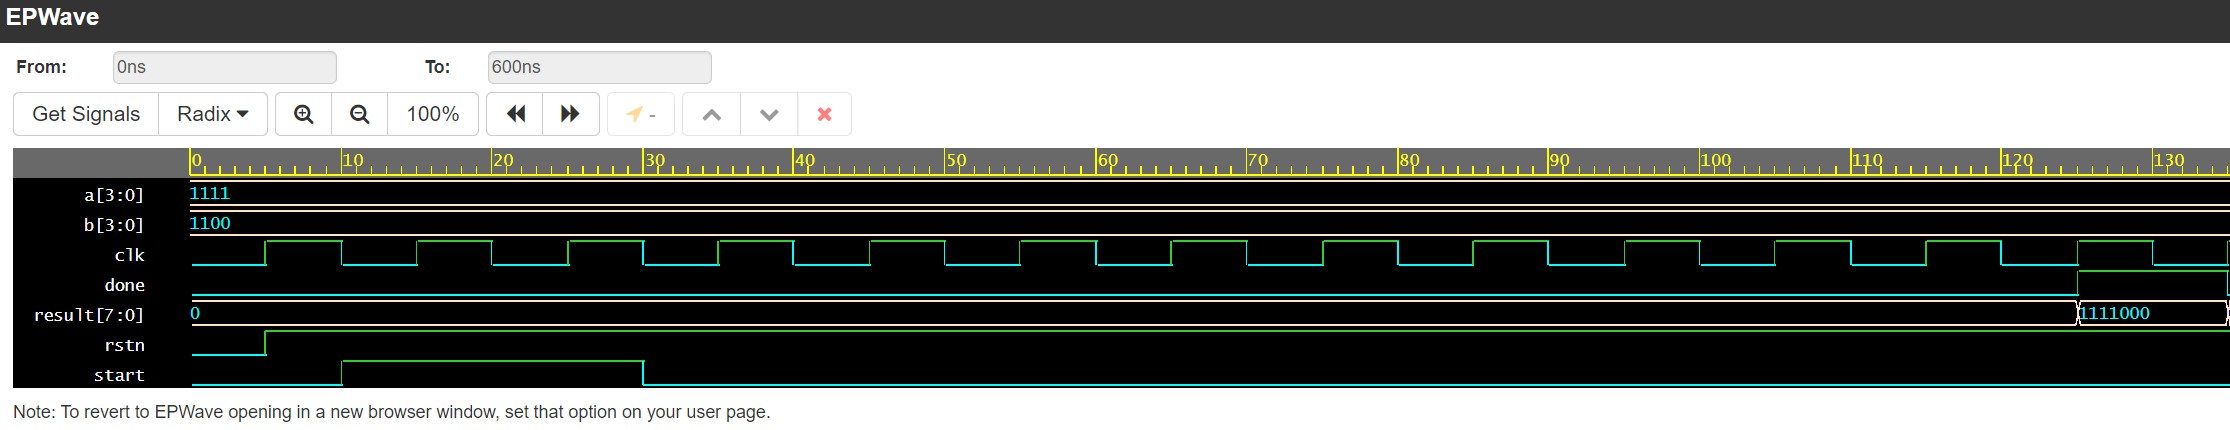 EPWave
From: 0ns To: 600ns
Get Signals Radix 100% -
0 10 20 30 40 50 60 70 80 90 100 110 120 130
a[3:0] 1111
b[3:0] 1100
clk
done
result[7:0] 0 1111000
rstn
start
Note: To revert to EPWave opening in a new browser window, set that option on your user page.